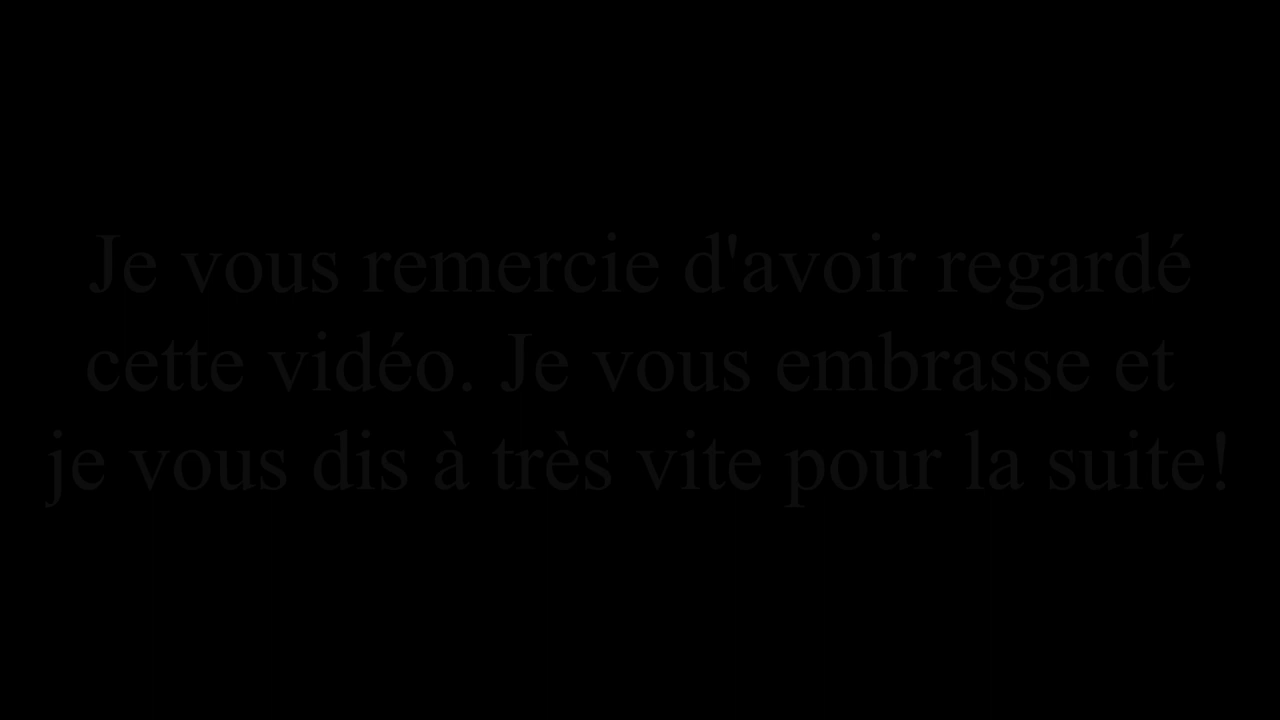 Je vous remercie d'avoir regardé
cette vidéo. Je vous embrasse et
je vous dis à très vite pour la suite!